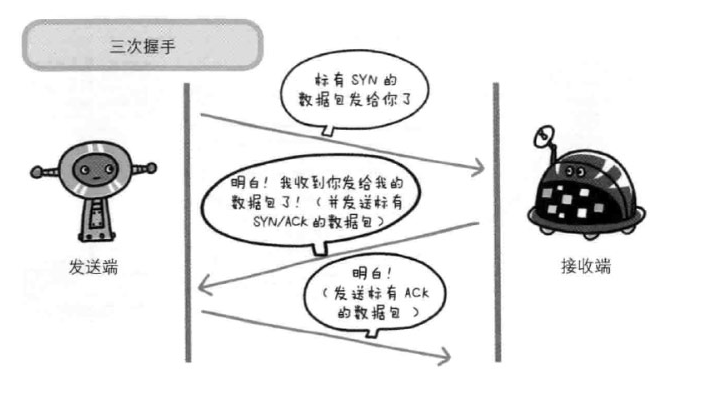 三次握手
标有 SYN 的
数据包发给你了
明白！我收到你发给我的
数据包了！（并发送标有
SYN/ACK 的数据包）
发送端
接收端
明白！
（发送标有 ACK
的数据包 ）